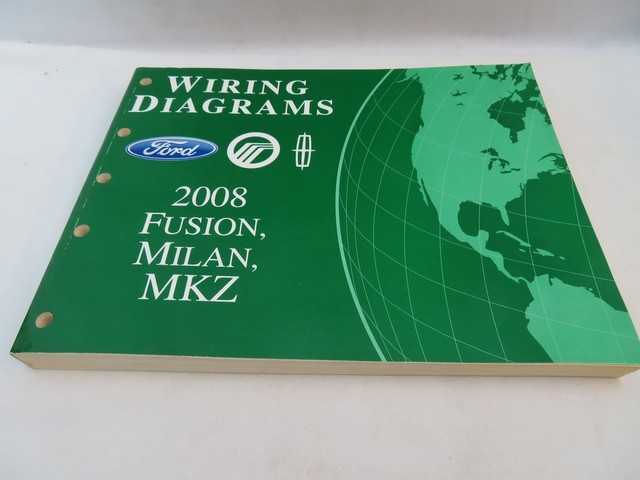 WIRING
DIAGRAMS
Ford
2008
FUSION,
MILAN,
MKZ